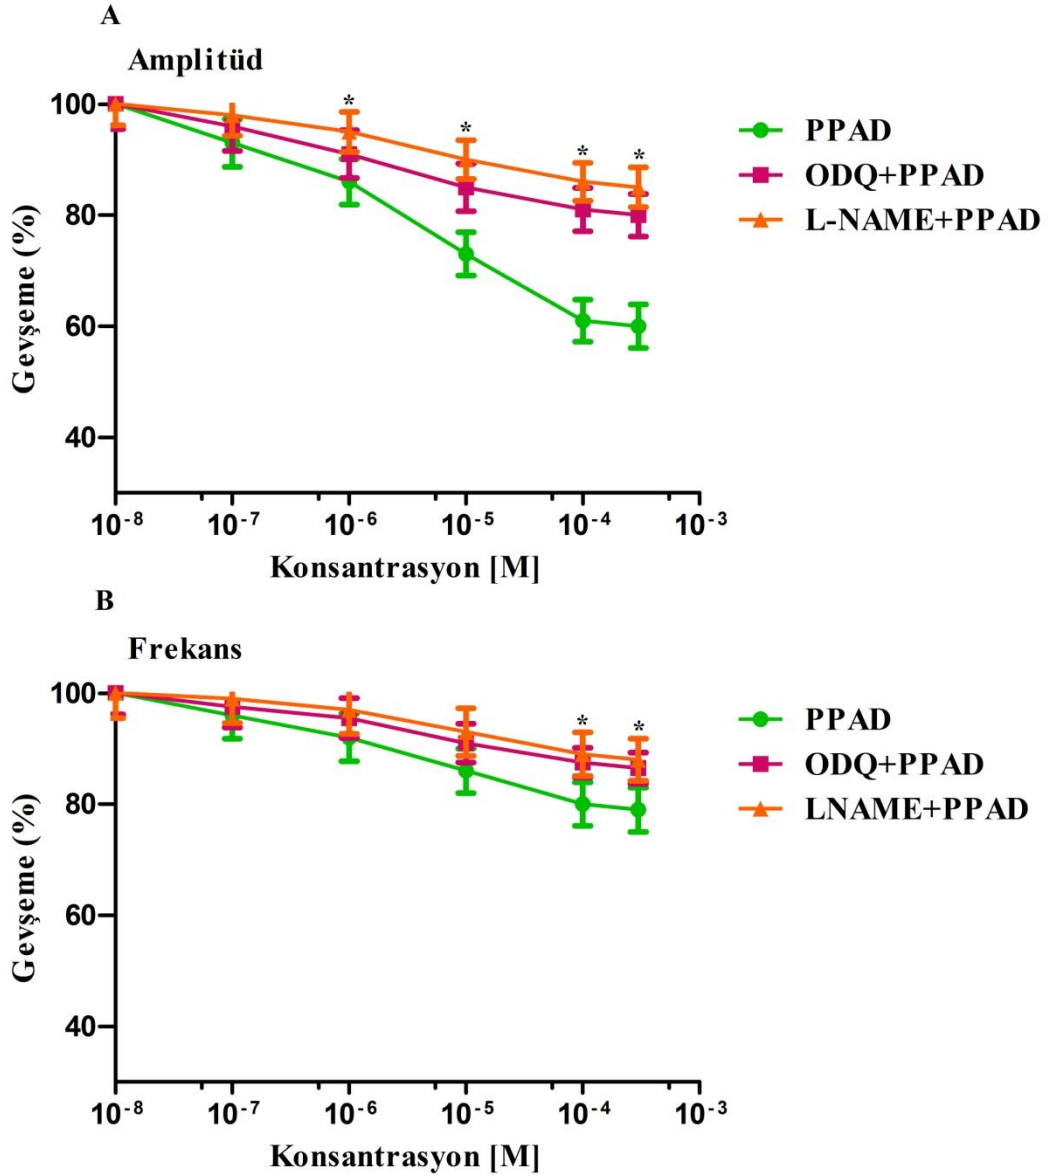 A
Amplitüd
*
*
*
*
100
80
60
40
Gevşeme (%)
10-8
10-7
10-6
10-5
10-4
10-3
Konsantrasyon [M]
PPAD
ODQ+PPAD
L-NAME+PPAD
B
Frekans
*
*
100
80
60
40
Gevşeme (%)
10-8
10-7
10-6
10-5
10-4
10-3
Konsantrasyon [M]
PPAD
ODQ+PPAD
LNAME+PPAD